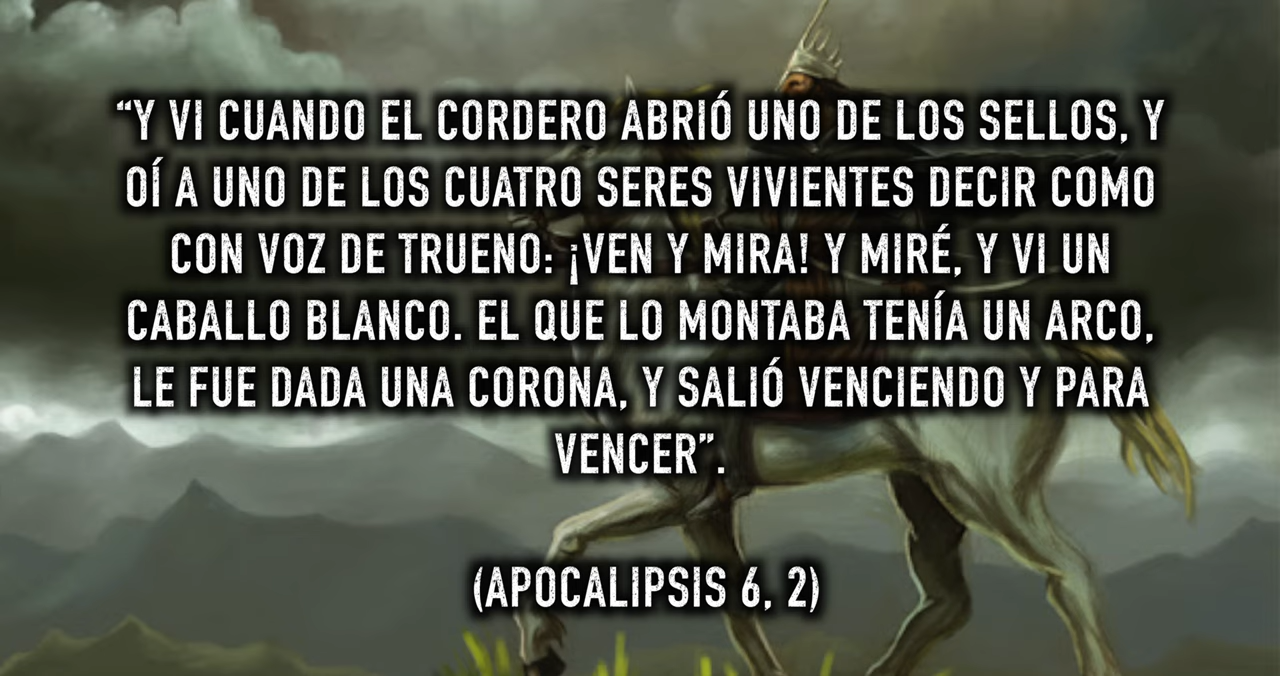 “Y VI CUANDO EL CORDERO ABRIÓ UNO DE LOS SELLOS, Y
OÍ A UNO DE LOS CUATRO SERES VIVIENTES DECIR COMO
CON VOZ DE TRUENO: ¡VEN Y MIRA! Y MIRÉ, Y VI UN
CABALLO BLANCO. EL QUE LO MONTABA TENÍA UN ARCO,
LE FUE DADA UNA CORONA, Y SALIÓ VENCIENDO Y PARA
VENCER”.
(APOCALIPSIS 6, 2)